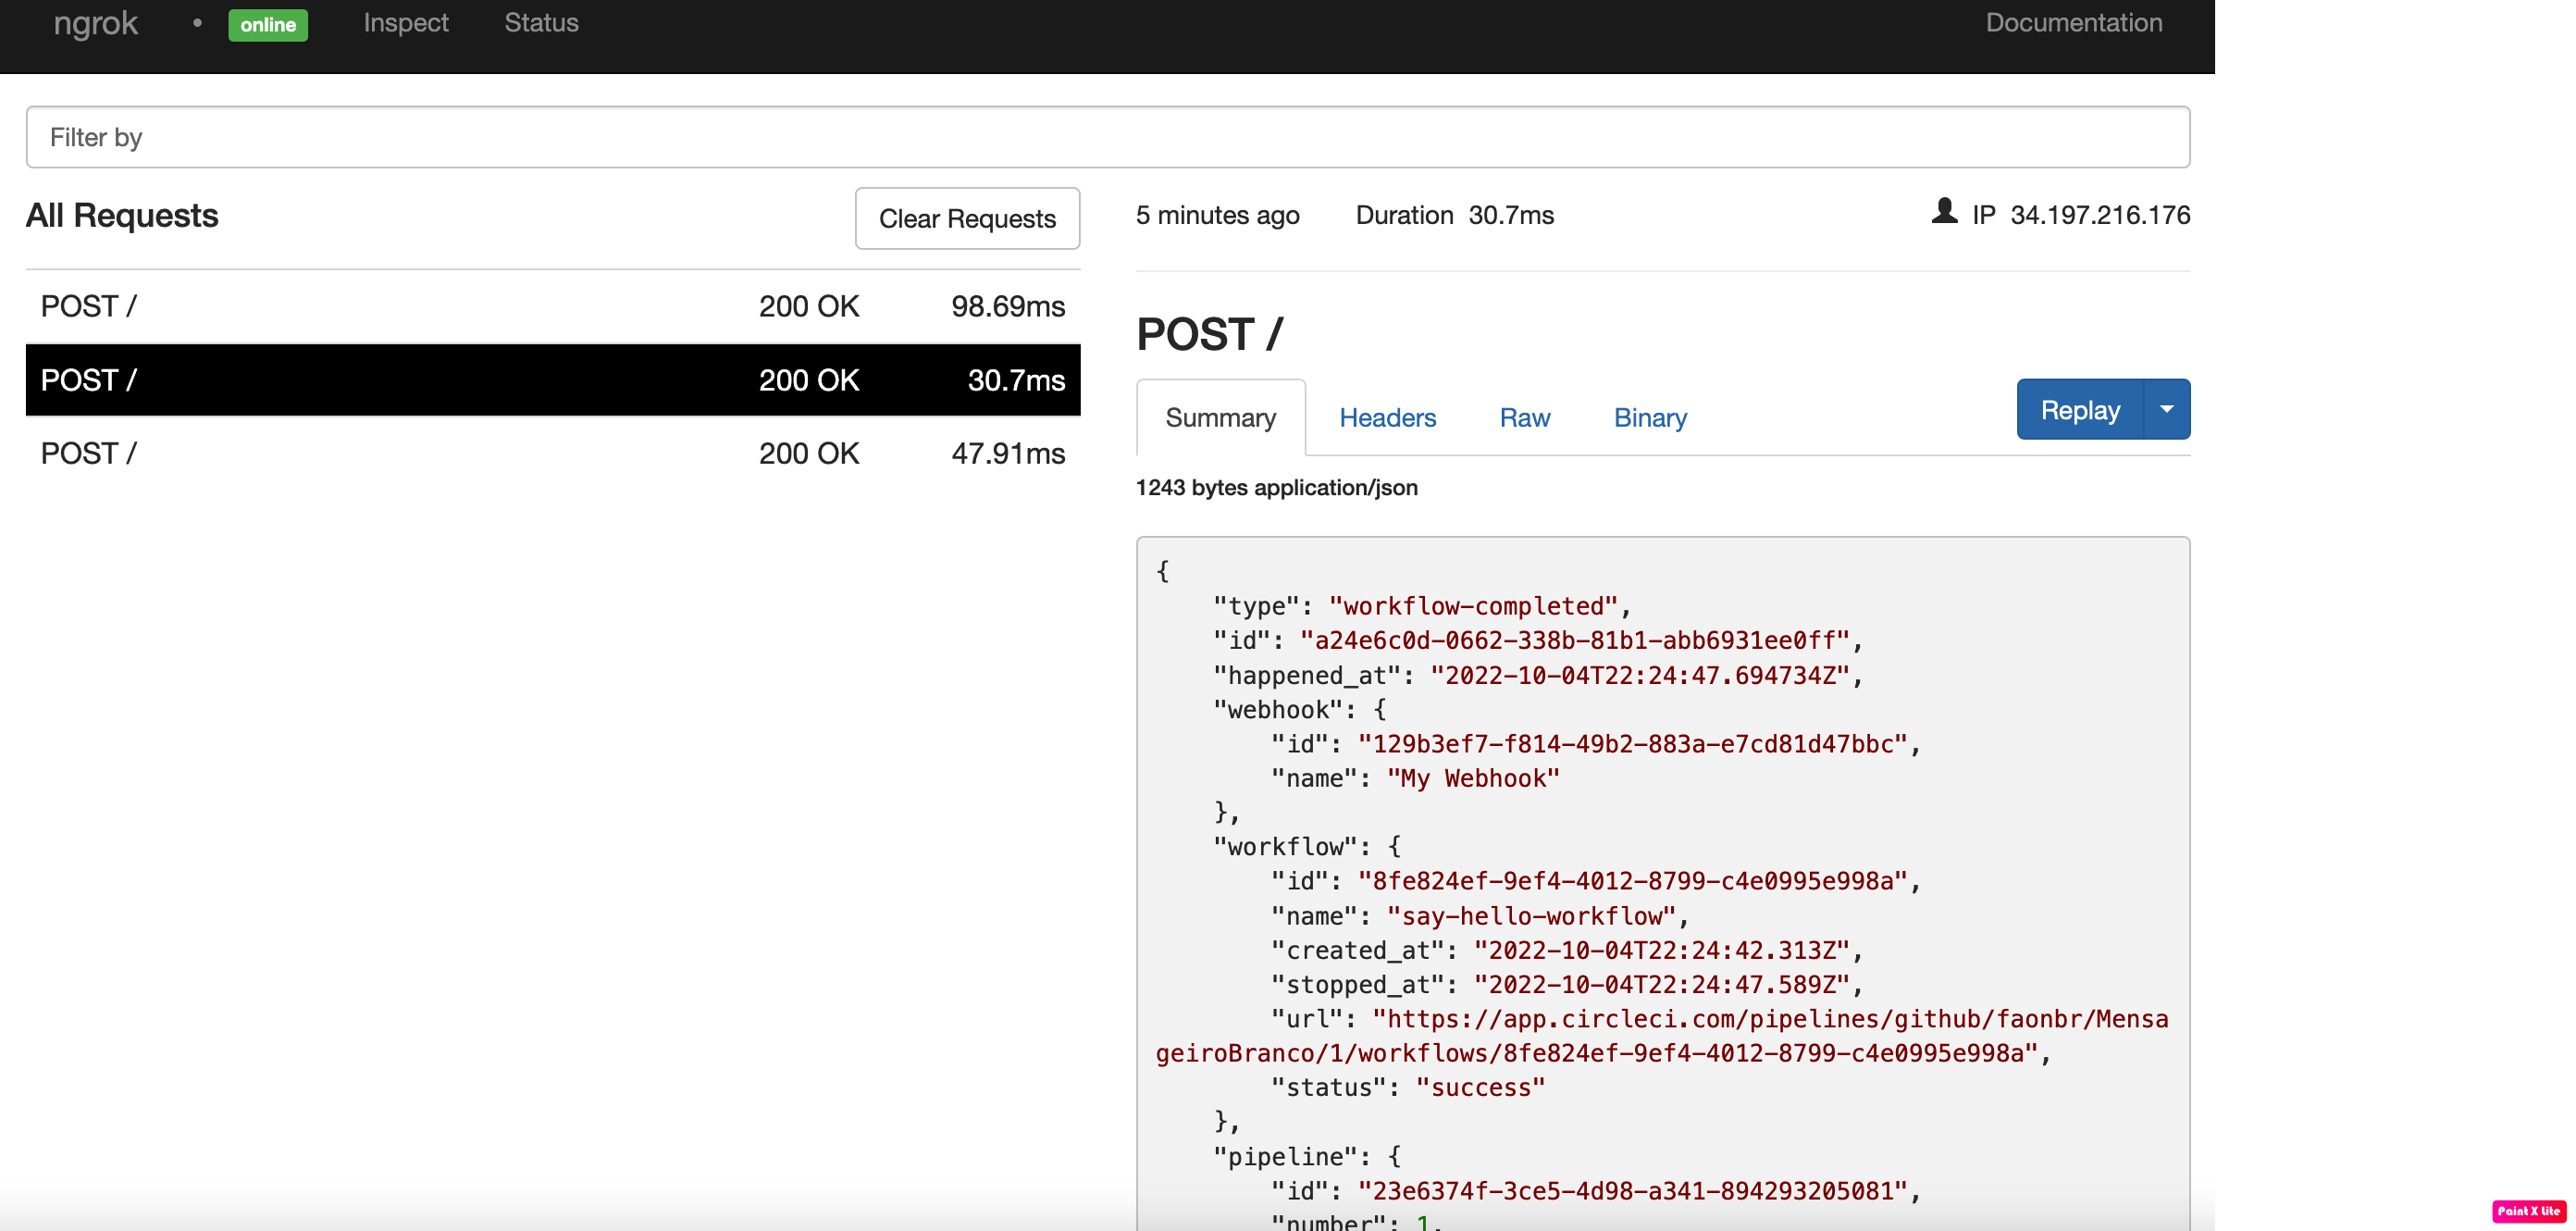 ngrok • online Inspect Status Documentation
Filter by
All Requests Clear Requests
POST / 200 OK 98.69ms
POST / 200 OK 30.7ms
POST / 200 OK 47.91ms
5 minutes ago Duration 30.7ms IP 34.197.216.176
POST /
Summary Headers Raw Binary Replay
1243 bytes application/json
{
"type": "workflow-completed",
"id": "a24e6c0d-0662-338b-81b1-abb6931ee0ff",
"happened_at": "2022-10-04T22:24:47.694734Z",
"webhook": {
"id": "129b3ef7-f814-49b2-883a-e7cd81d47bbc",
"name": "My Webhook"
},
"workflow": {
"id": "8fe824ef-9ef4-4012-8799-c4e0995e998a",
"name": "say-hello-workflow",
"created_at": "2022-10-04T22:24:42.313Z",
"stopped_at": "2022-10-04T22:24:47.589Z",
"url": "https://app.circleci.com/pipelines/github/faonbr/Mensa
geiroBranco/1/workflows/8fe824ef-9ef4-4012-8799-c4e0995e998a",
"status": "success"
},
"pipeline": {
"id": "23e6374f-3ce5-4d98-a341-894293205081",
"number": 1,
Paint X Lite